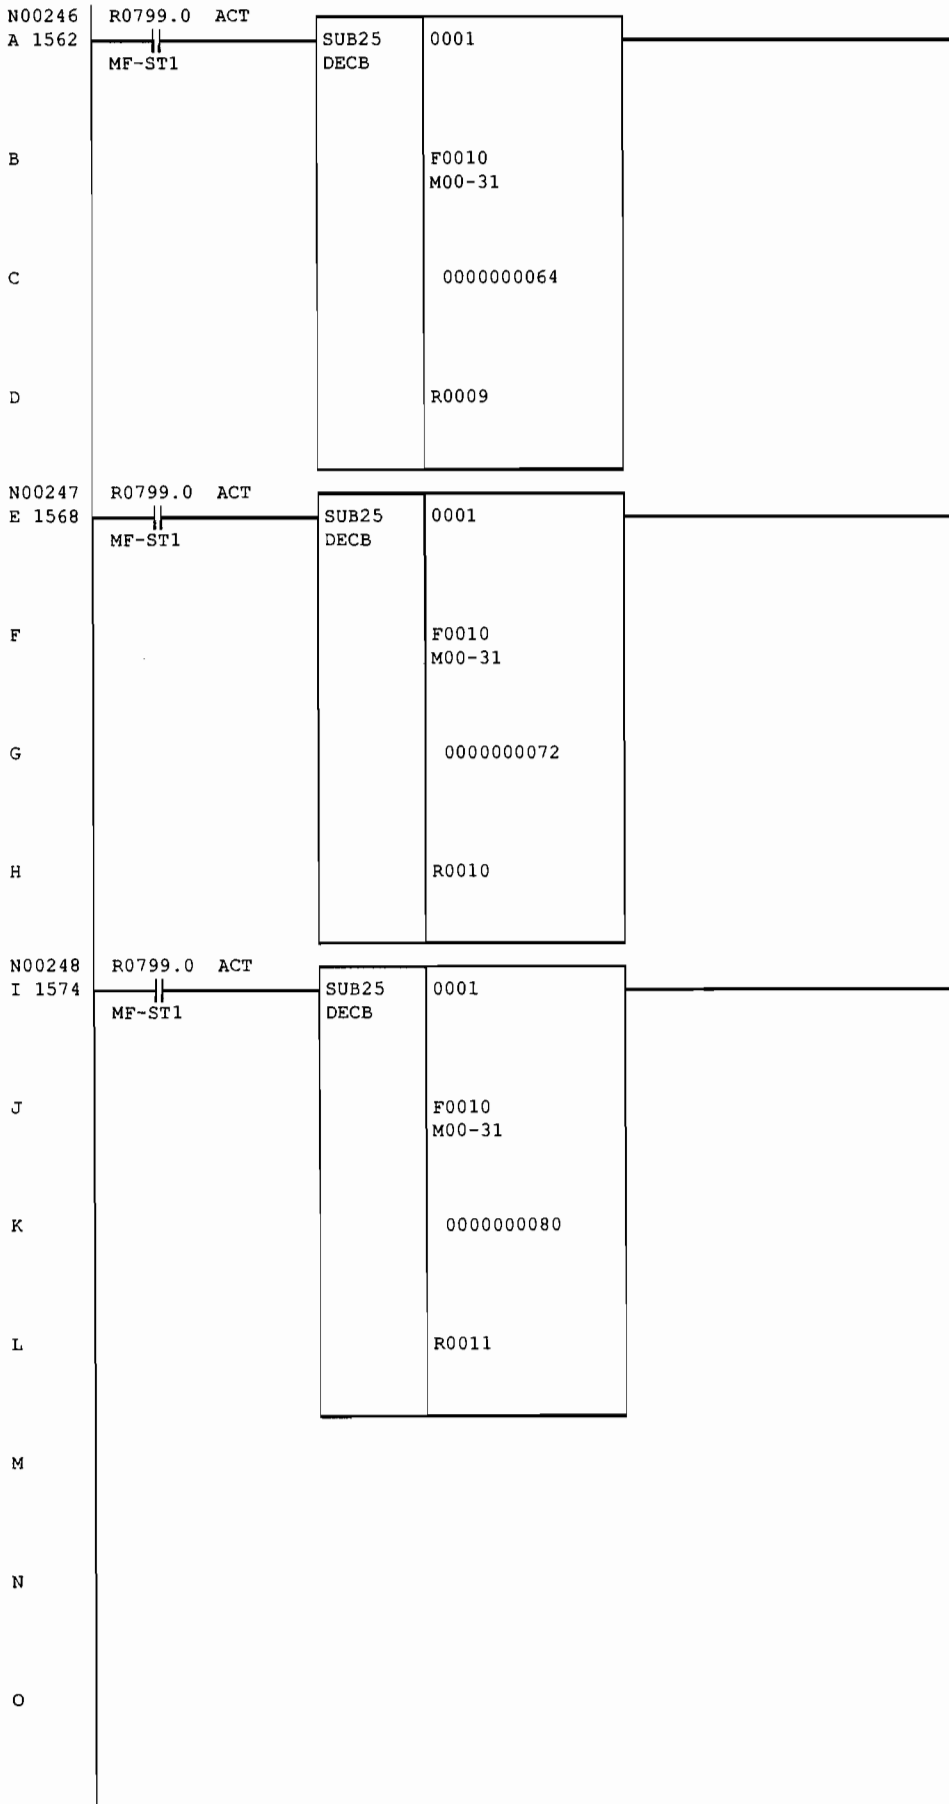 N00246 R0799.0 ACT
A 1562 SUB25 0001
MF-ST1 DECB
B F0010
M00-31
C 0000000064
D R0009
N00247 R0799.0 ACT
E 1568 SUB25 0001
MF-ST1 DECB
F F0010
M00-31
G 0000000072
H R0010
N00248 R0799.0 ACT
I 1574 SUB25 0001
MF-ST1 DECB
J F0010
M00-31
K 0000000080
L R0011
M
N
O